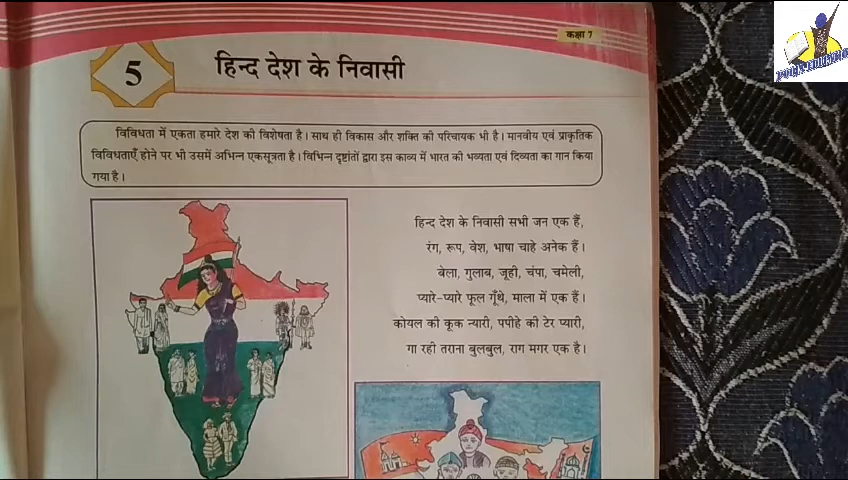 कक्षा 7
5
हिन्द देश के निवासी
विविधता में एकता हमारे देश की विशेषता है। साथ ही विकास और शक्ति की परिचायक भी है। मानवीय एवं प्राकृतिक
विविधताएँ होने पर भी उसमें अभिन्न एकसूत्रता है। विभिन्न दृष्टांतों द्वारा इस काव्य में भारत की भव्यता एवं दिव्यता का गान किया
गया है।
हिन्द देश के निवासी सभी जन एक हैं,
रंग, रूप, वेश, भाषा चाहे अनेक हैं।
बेला, गुलाब, जूही, चंपा, चमेली,
प्यारे-प्यारे फूल गूँथे, माला में एक हैं।
कोयल की कूक न्यारी, पपीहे की टेर प्यारी,
गा रही तराना बुलबुल, राग मगर एक है।